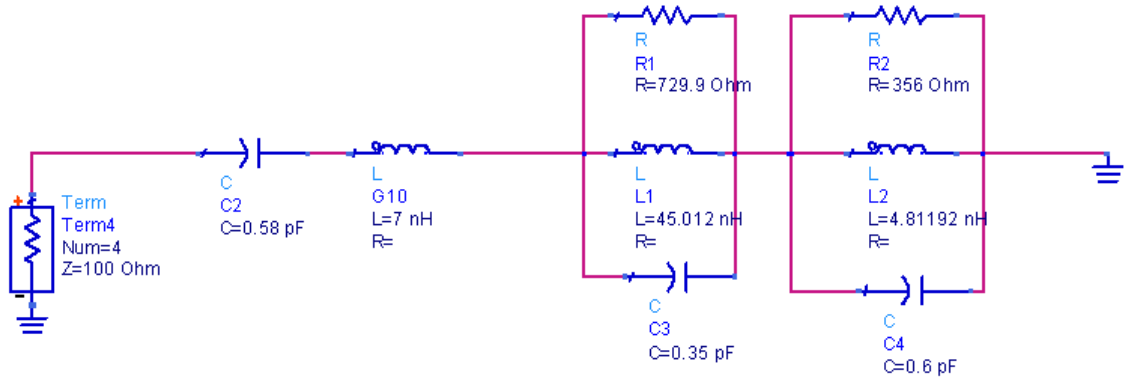 R
R1
R=729.9 Ohm
R
R2
R=356 Ohm
+
Term
Term4
Num=4
Z=100 Ohm
-
C
C2
C=0.58 pF
L
G10
L=7 nH
R=
L
L1
L=45.012 nH
R=
L
L2
L=4.81192 nH
R=
C
C3
C=0.35 pF
C
C4
C=0.6 pF